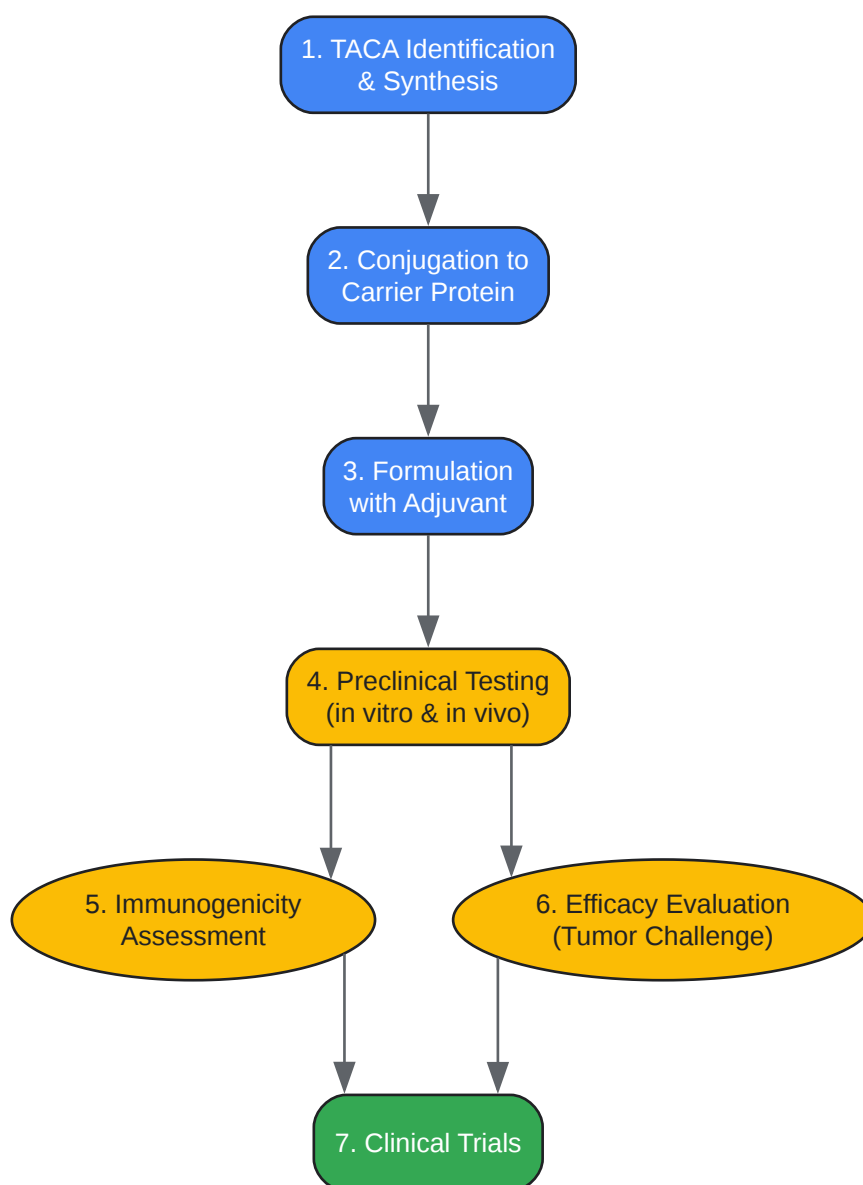 1. TACA Identification
& Synthesis
2. Conjugation to
Carrier Protein
3. Formulation
with Adjuvant
4. Preclinical Testing
(in vitro & in vivo)
5. Immunogenicity
Assessment
6. Efficacy Evaluation
(Tumor Challenge)
7. Clinical Trials